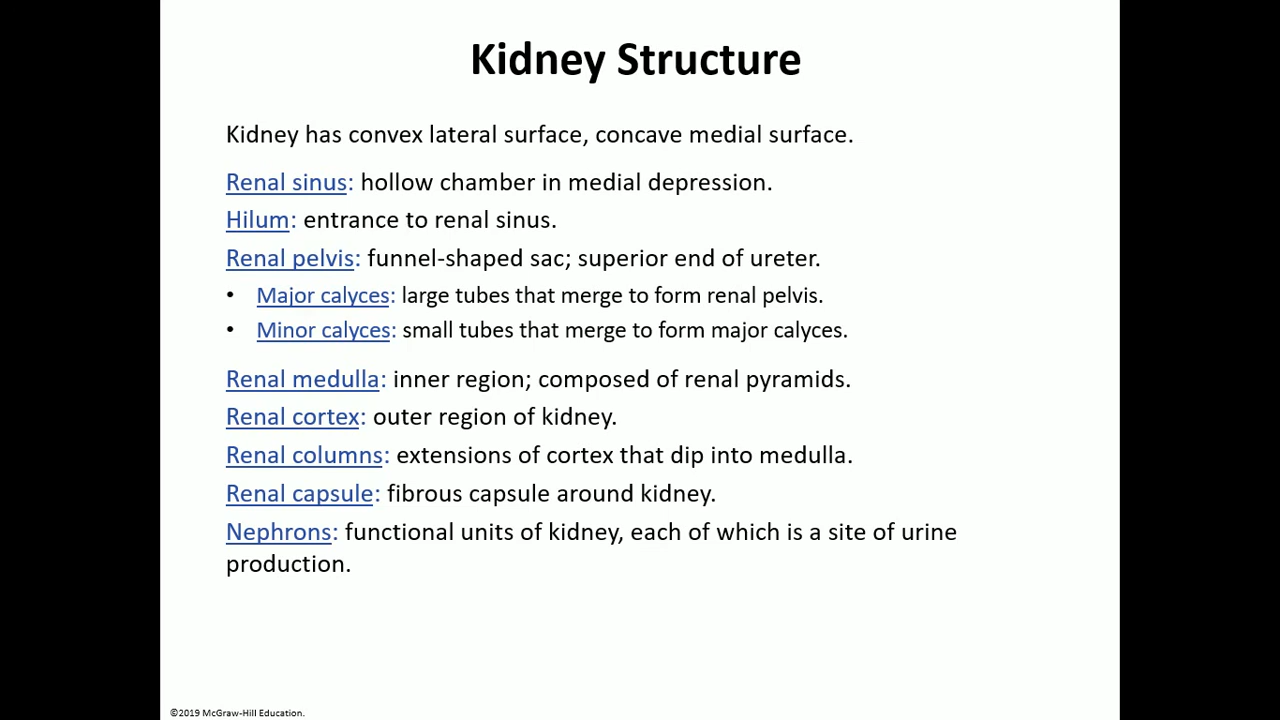 Kidney Structure
Kidney has convex lateral surface, concave medial surface.
Renal sinus: hollow chamber in medial depression.
Hilum: entrance to renal sinus.
Renal pelvis: funnel-shaped sac; superior end of ureter.
• Major calyces: large tubes that merge to form renal pelvis.
• Minor calyces: small tubes that merge to form major calyces.
Renal medulla: inner region; composed of renal pyramids.
Renal cortex: outer region of kidney.
Renal columns: extensions of cortex that dip into medulla.
Renal capsule: fibrous capsule around kidney.
Nephrons: functional units of kidney, each of which is a site of urine
production.
©2019 McGraw-Hill Education.